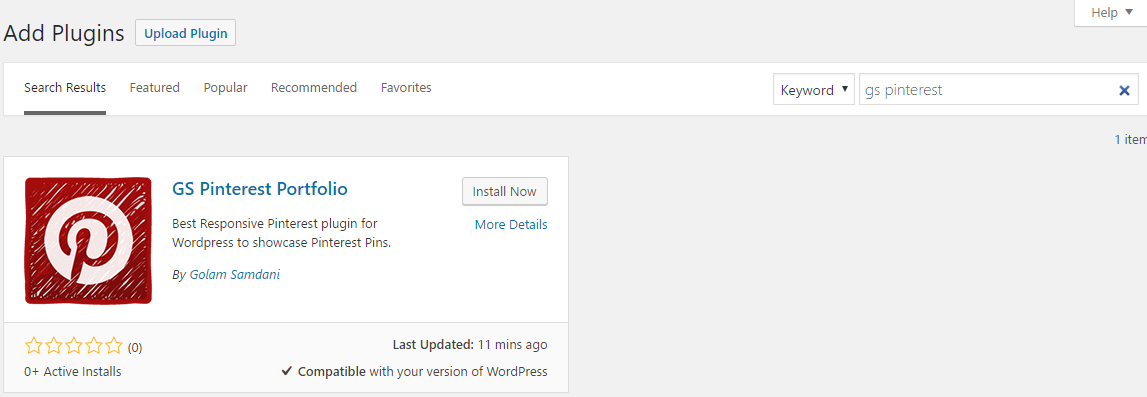 Help
Add Plugins Upload Plugin
Search Results Featured Popular Recommended Favorites Keyword gs pinterest
1 item
GS Pinterest Portfolio Install Now
Best Responsive Pinterest plugin for More Details
Wordpress to showcase Pinterest Pins.
By Golam Samdani
(0) Last Updated: 11 mins ago
0+ Active Installs Compatible with your version of WordPress